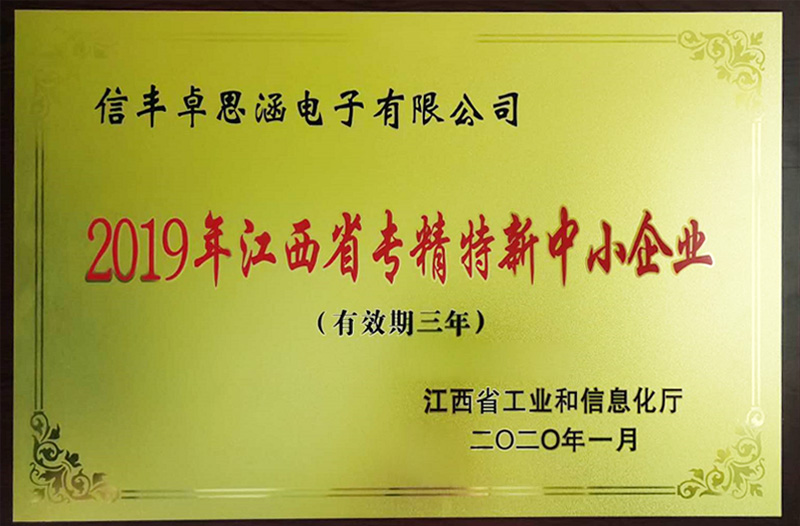 信丰卓思涵电子有限公司
2019年江西省专精特新中小企业
（有效期三年）
江西省工业和信息化厅
二〇二〇年一月